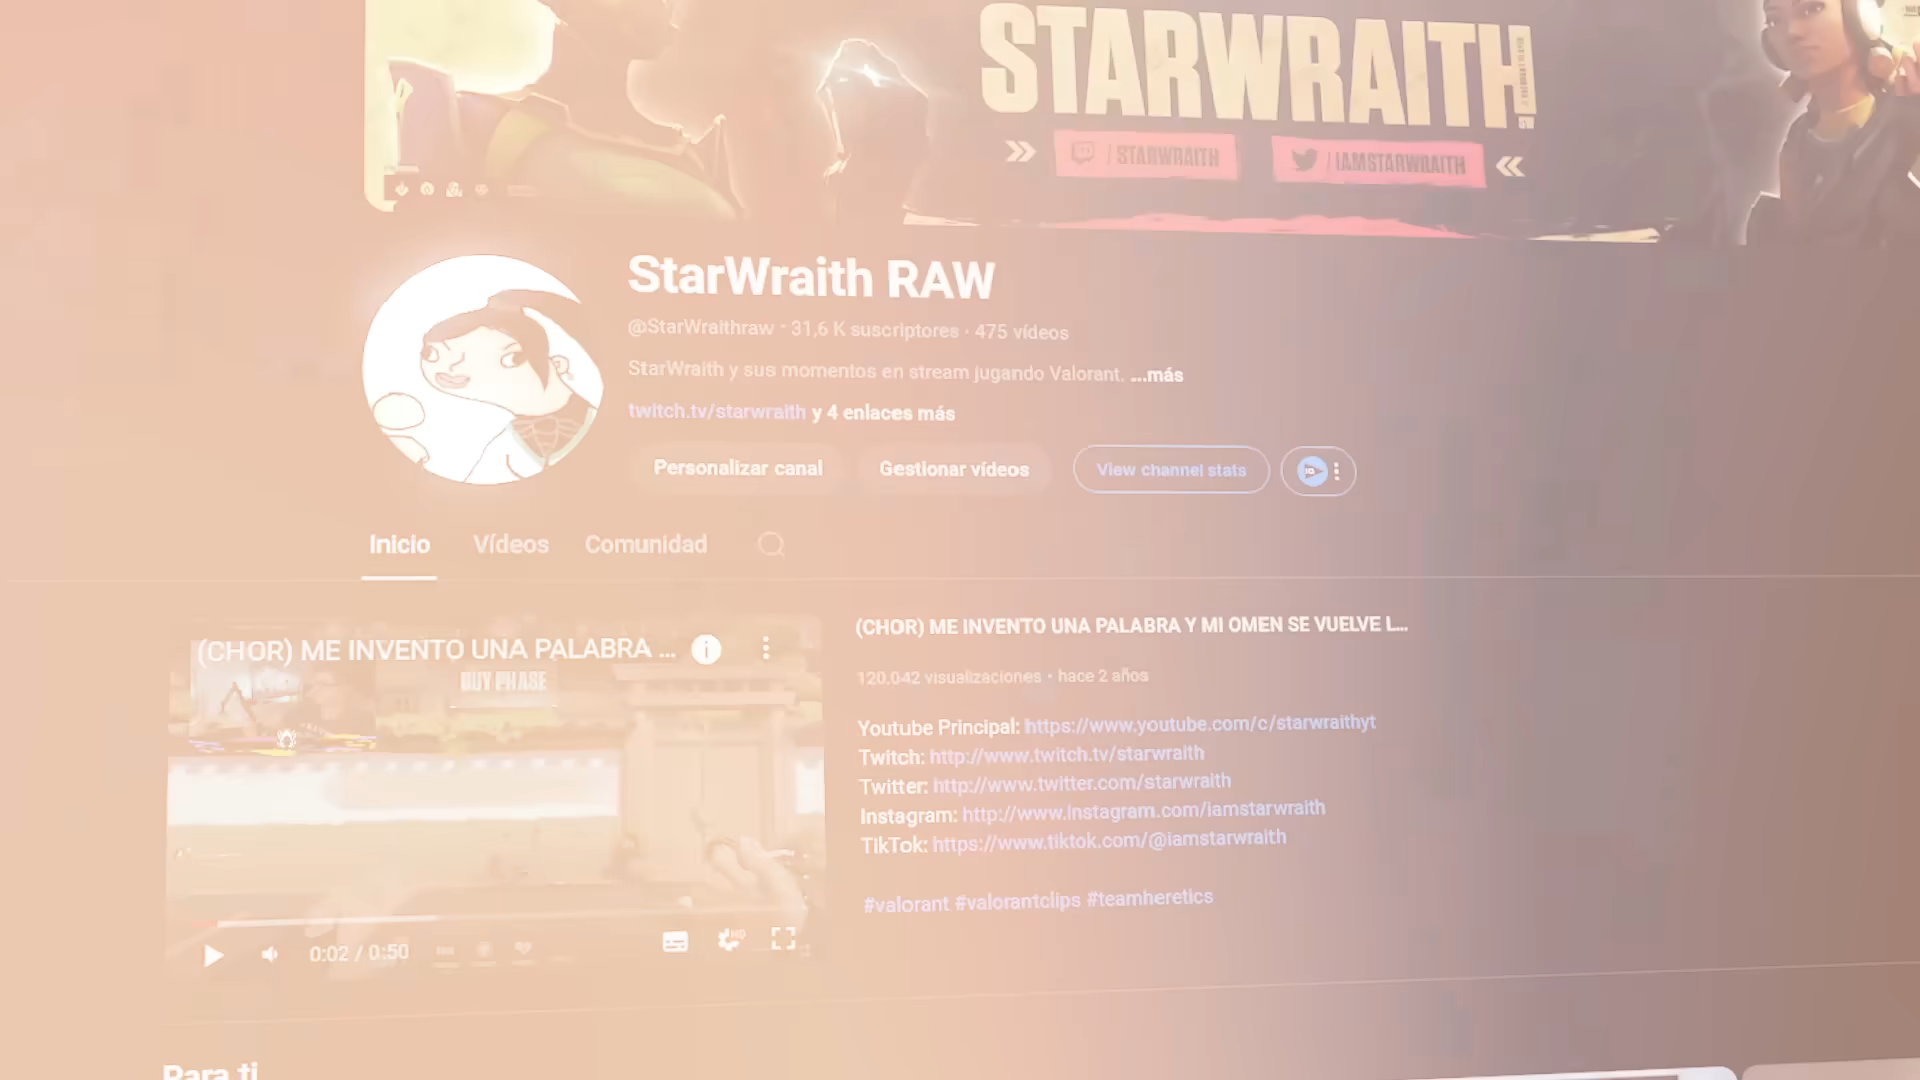 STARWRAITH!
/ STARWRAITH
/ IAMSTARWRAITH
StarWraith RAW
@StarWraithraw · 31,6 K suscriptores · 475 vídeos
StarWraith y sus momentos en stream jugando Valorant. ...más
twitch.tv/starwraith y 4 enlaces más
Personalizar canal
Gestionar vídeos
View channel stats
Inicio
Vídeos
Comunidad
(CHOR) ME INVENTO UNA PALABRA ...
BUY PHASE
0:02 / 0:50
HD
(CHOR) ME INVENTO UNA PALABRA Y MI OMEN SE VUELVE L...
120.042 visualizaciones · hace 2 años
Youtube Principal: https://www.youtube.com/c/starwraithyt
Twitch: http://www.twitch.tv/starwraith
Twitter: http://www.twitter.com/starwraith
Instagram: http://www.instagram.com/iamstarwraith
TikTok: https://www.tiktok.com/@iamstarwraith
#valorant #valorantclips #teamheretics
Para ti